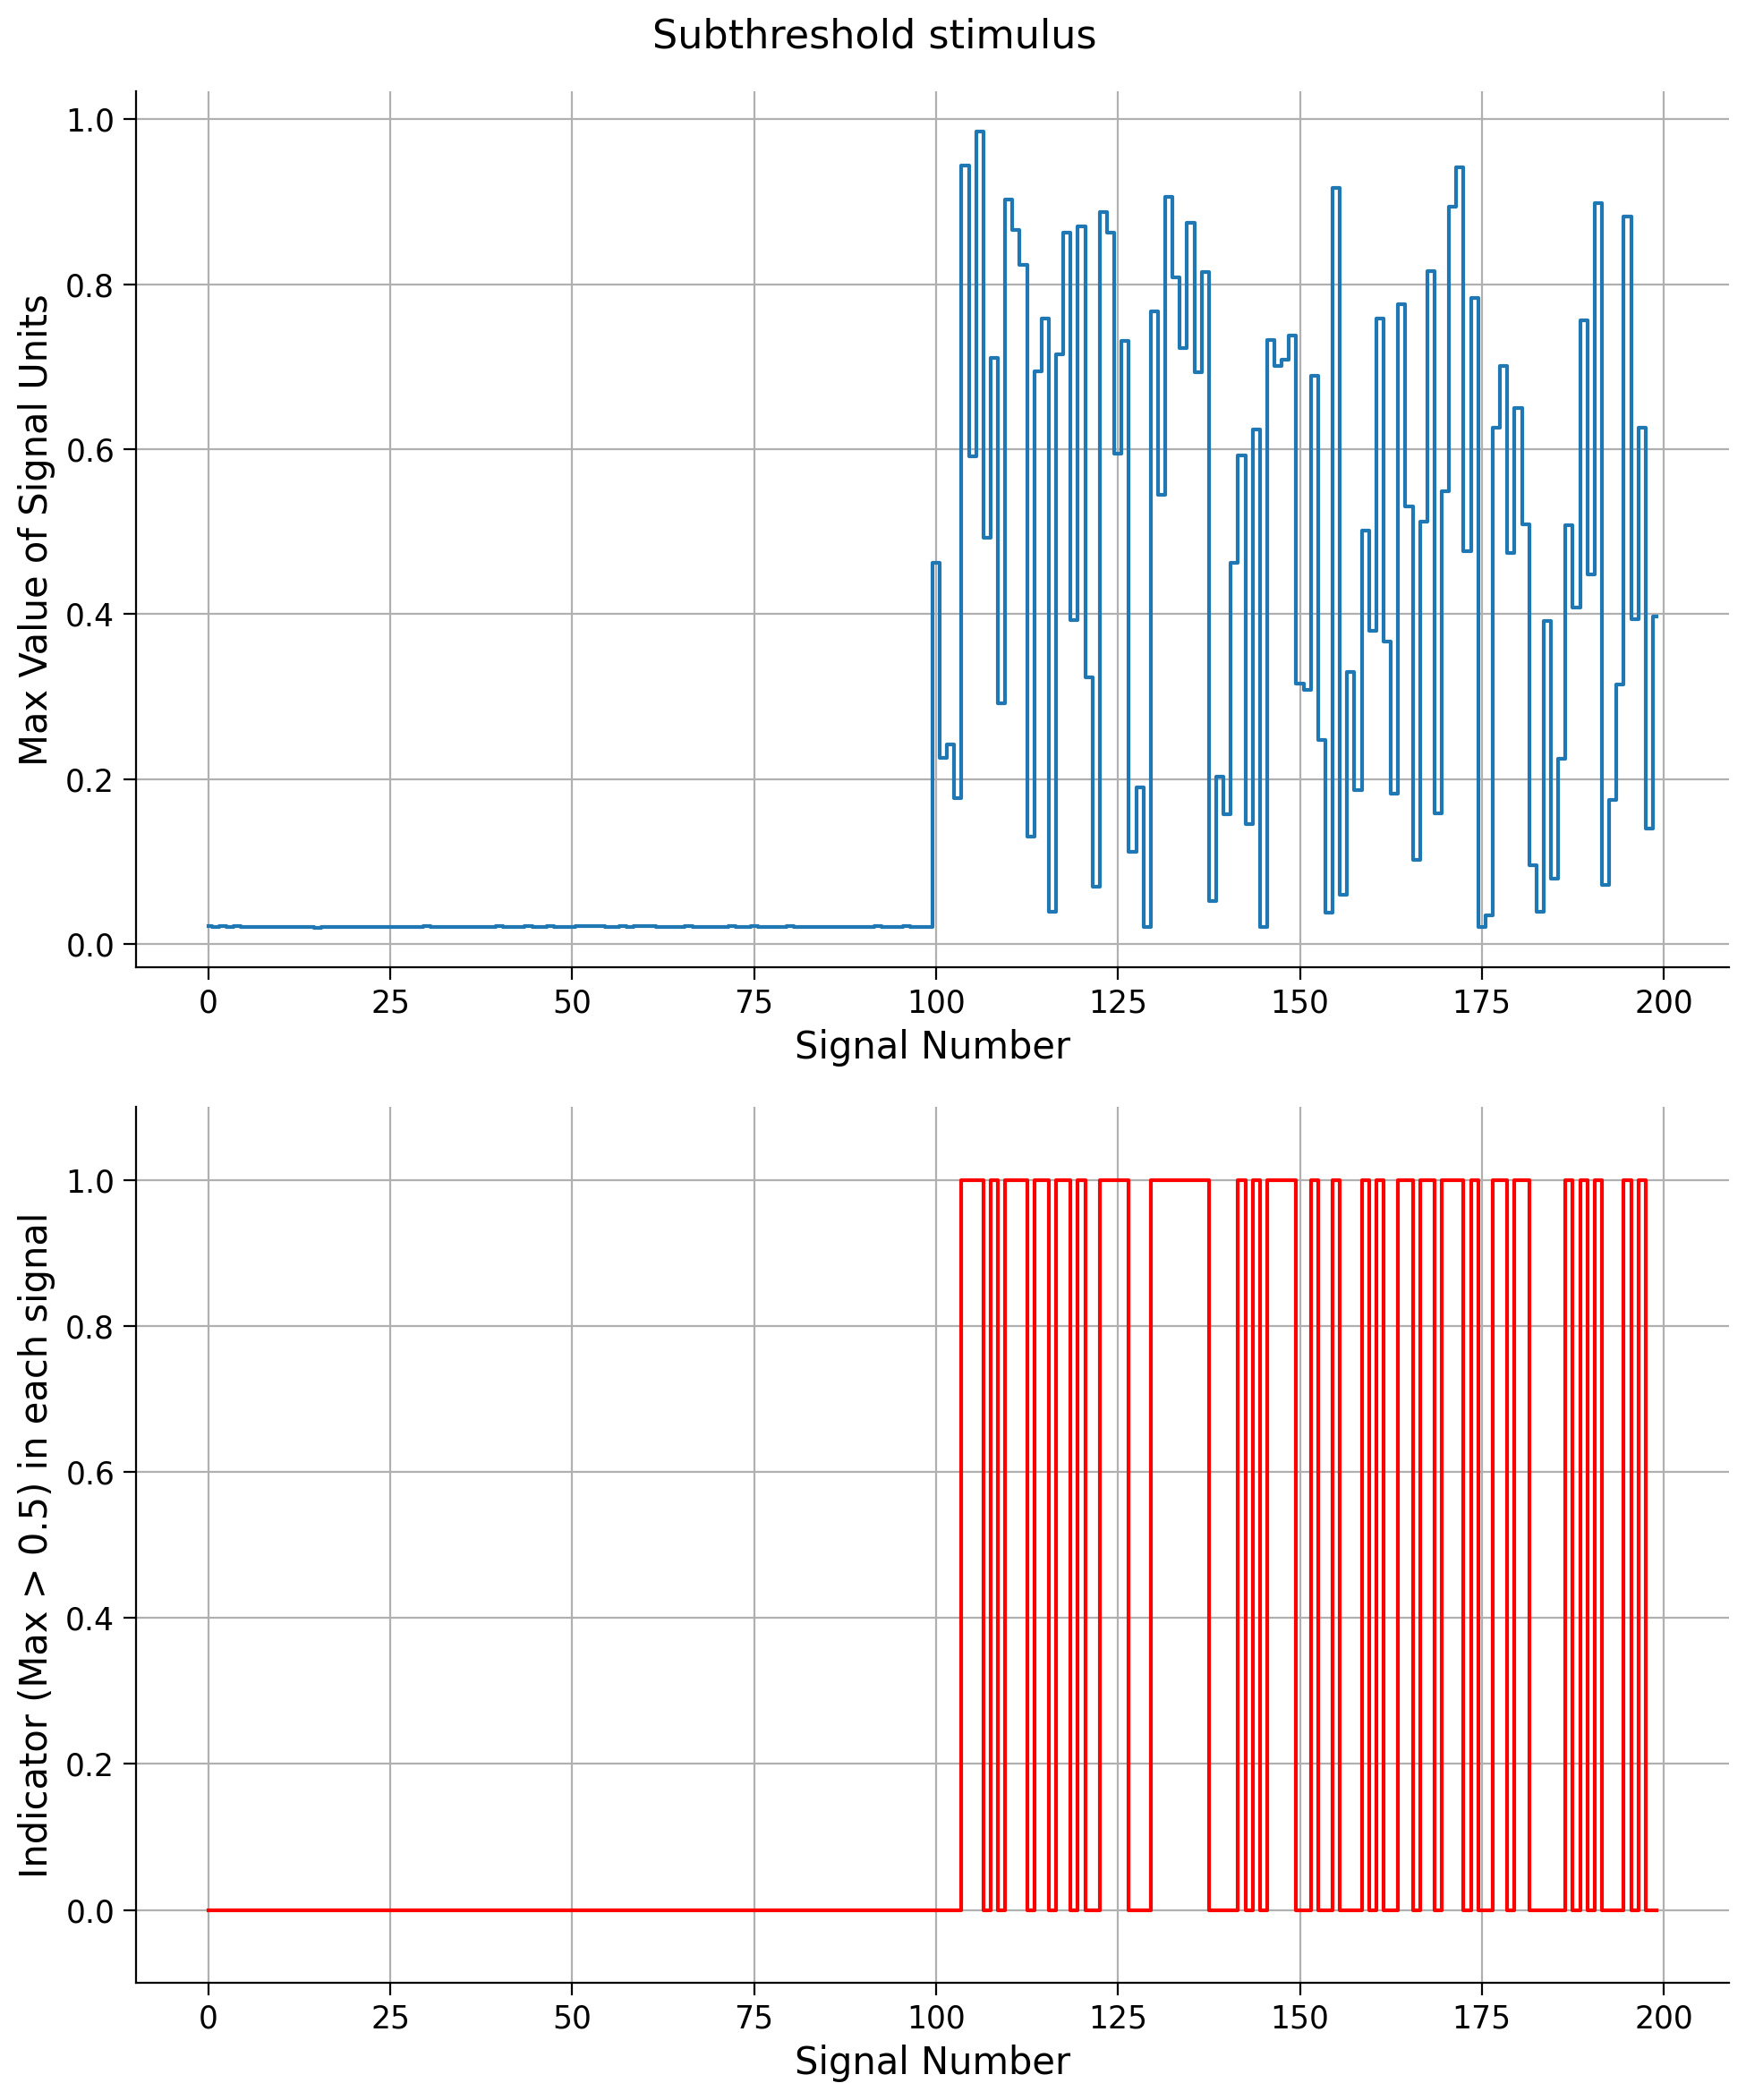 Subthreshold stimulus
Max Value of Signal Units
1.0
0.8
0.6
0.4
0.2
0.0
0 25 50 75 100 125 150 175 200
Signal Number
Indicator (Max > 0.5) in each signal
1.0
0.8
0.6
0.4
0.2
0.0
0 25 50 75 100 125 150 175 200
Signal Number